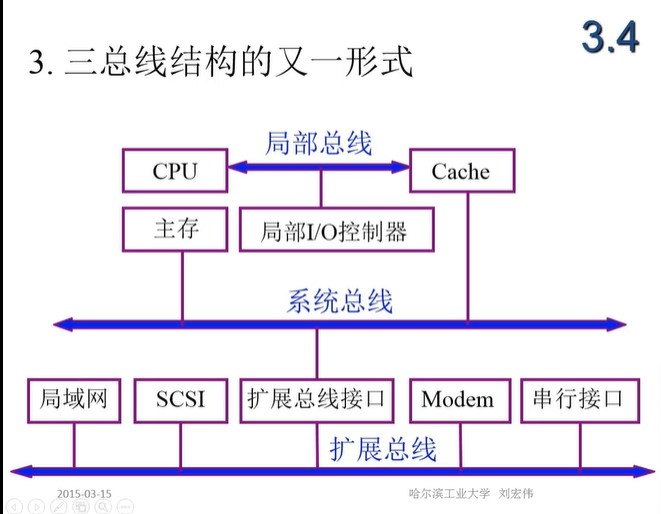 3.4
3. 三总线结构的又一形式
局部总线
CPU
Cache
主存
局部I/O控制器
系统总线
局域网
SCSI
扩展总线接口
Modem
串行接口
扩展总线
2015-03-15
哈尔滨工业大学 刘宏伟